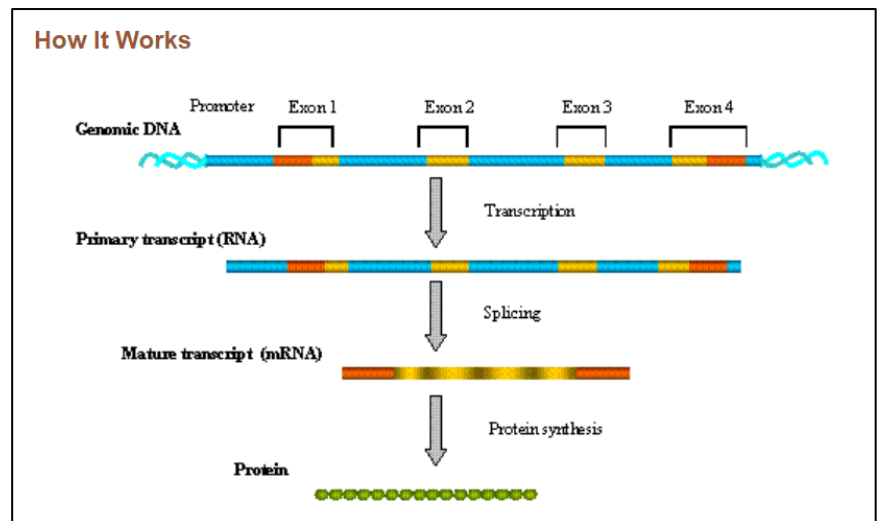 How It Works
Promoter Exon 1 Exon 2 Exon 3 Exon 4
Genomic DNA
Transcription
Primary transcript (RNA)
Splicing
Mature transcript (mRNA)
Protein synthesis
Protein